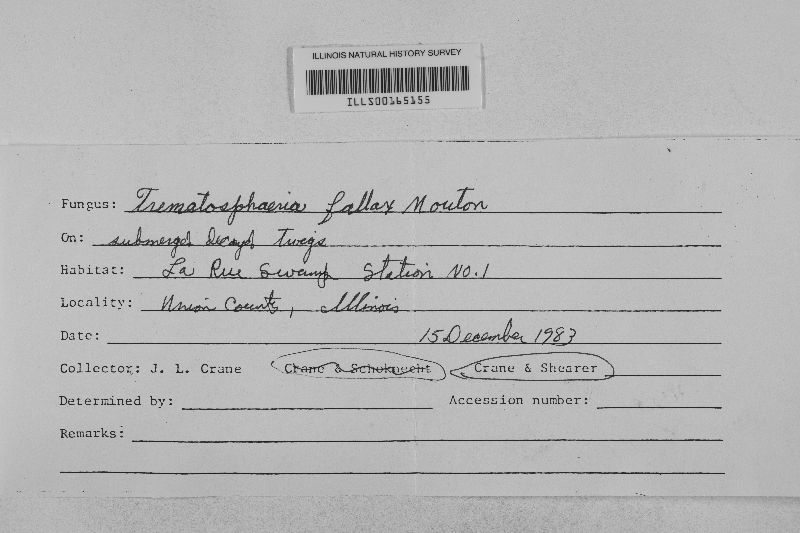 ILLINOIS NATURAL HISTORY SURVEY
ILLS00165155
Fungus: Trematosphaeria fallax Mouton
On: submerged decayed twigs
Habitat: La Rue Swamp Station No. 1
Locality: Union County, Illinois
Date: 15 December 1983
Collector: J. L. Crane Crane & Schoknecht Crane & Shearer
Determined by: Accession number:
Remarks: